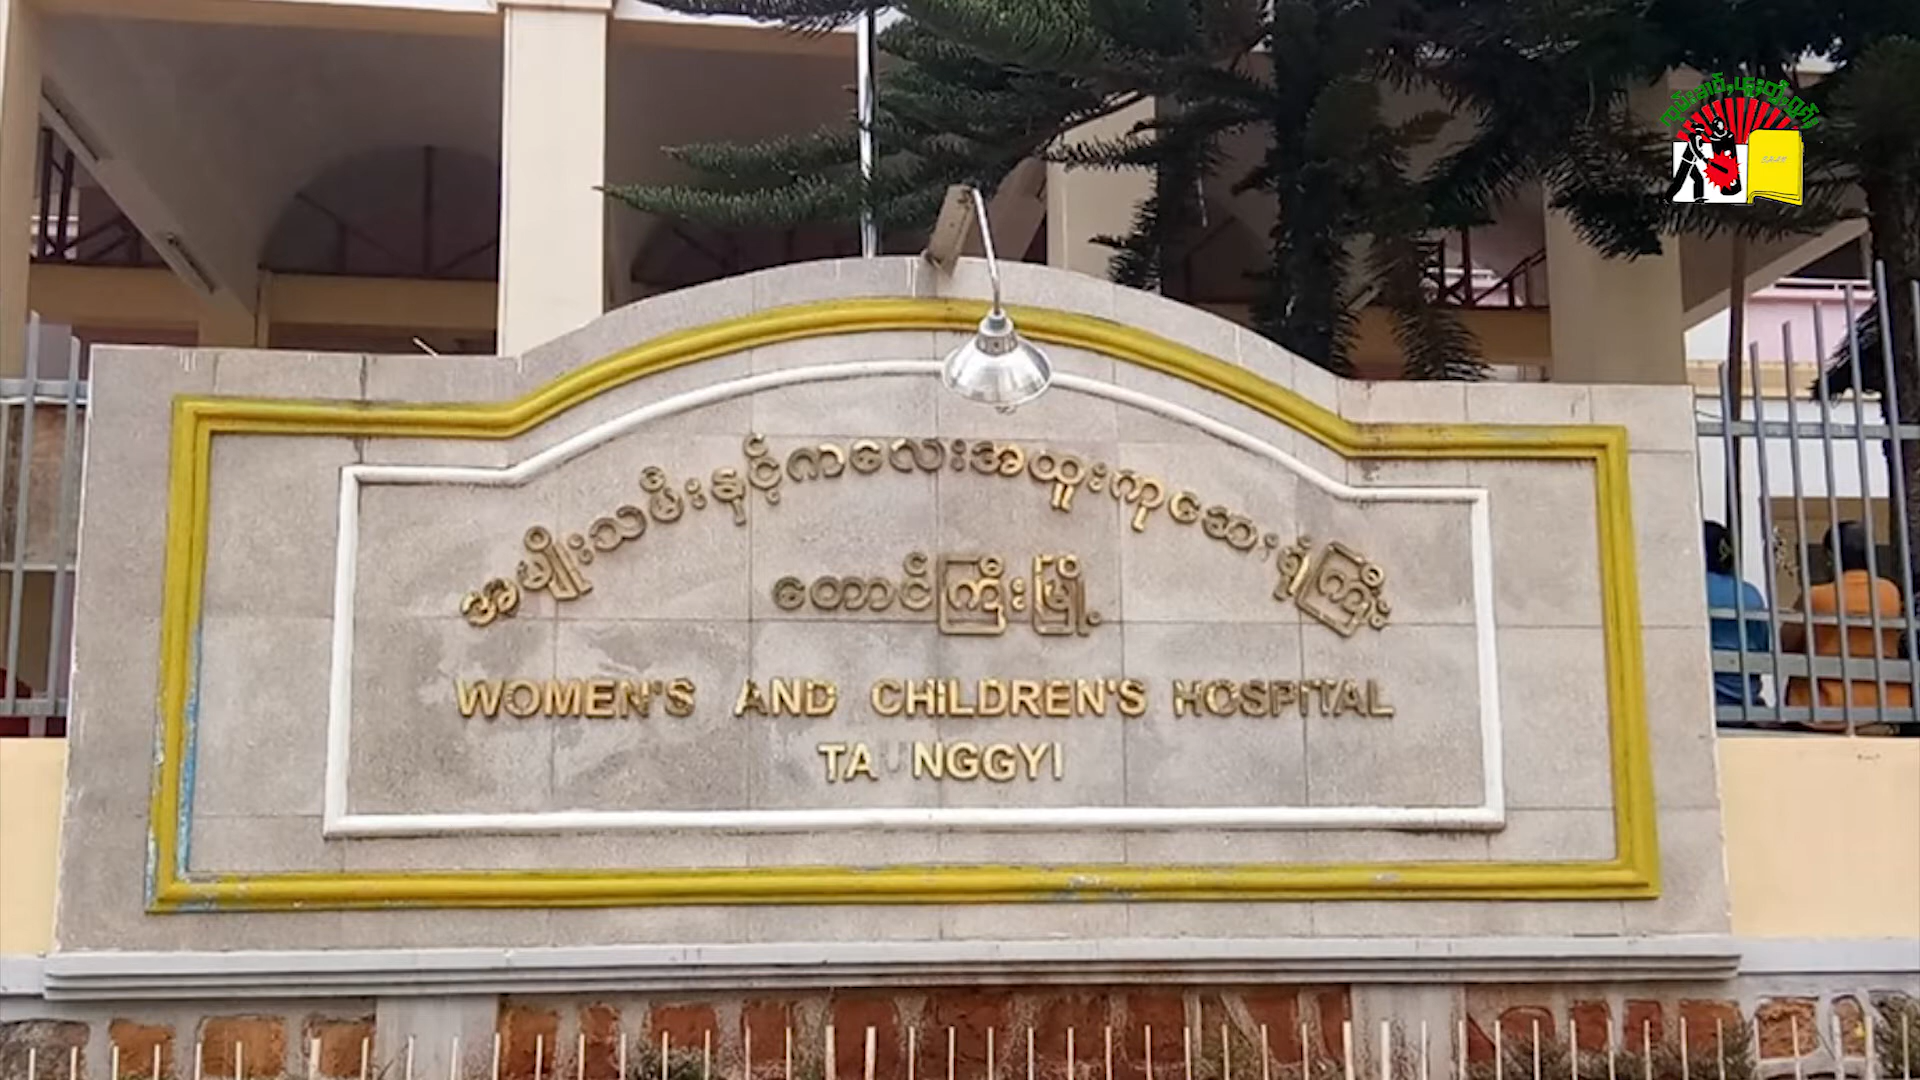 အမျိုးသမီးနှင့်ကလေးအထူးကုဆေးရုံကြီး
တောင်ကြီးမြို့
WOMEN'S AND CHILDREN'S HOSPITAL
TAUNGGYI